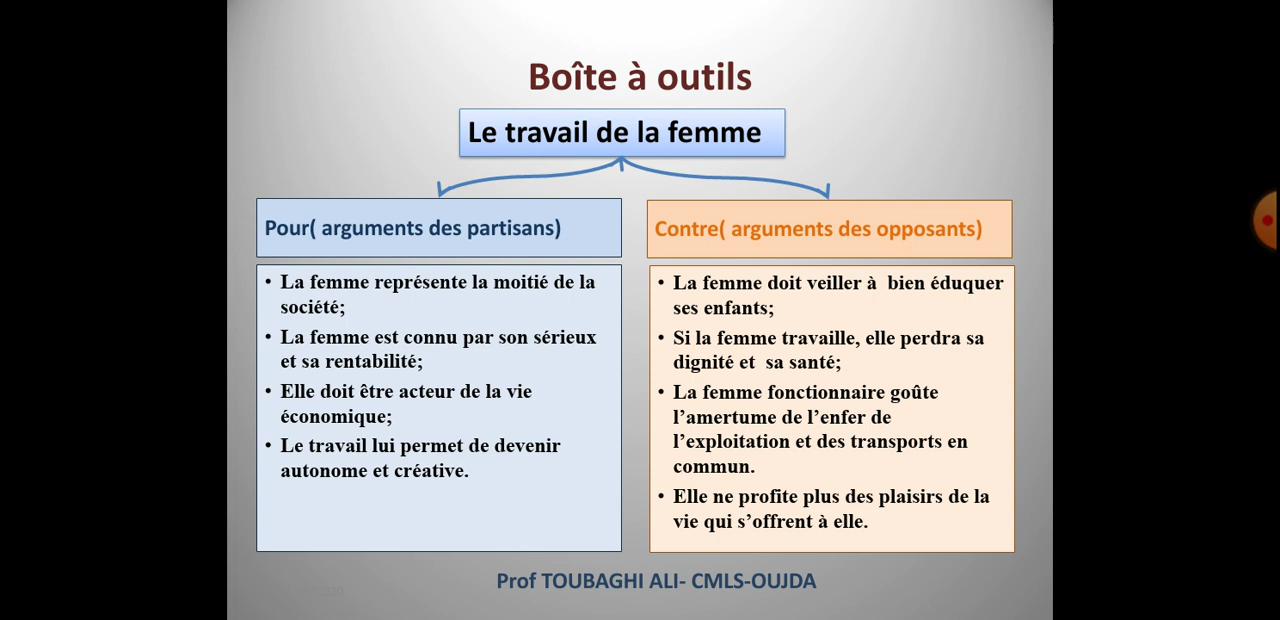 Boîte à outils
Le travail de la femme
Pour( arguments des partisans)
• La femme représente la moitié de la
société;
• La femme est connu par son sérieux
et sa rentabilité;
• Elle doit être acteur de la vie
économique;
• Le travail lui permet de devenir
autonome et créative.
Contre( arguments des opposants)
• La femme doit veiller à  bien éduquer
ses enfants;
• Si la femme travaille, elle perdra sa
dignité et  sa santé;
• La femme fonctionnaire goûte
l’amertume de l’enfer de
l’exploitation et des transports en
commun.
• Elle ne profite plus des plaisirs de la
vie qui s’offrent à elle.
Prof TOUBAGHI ALI- CMLS-OUJDA